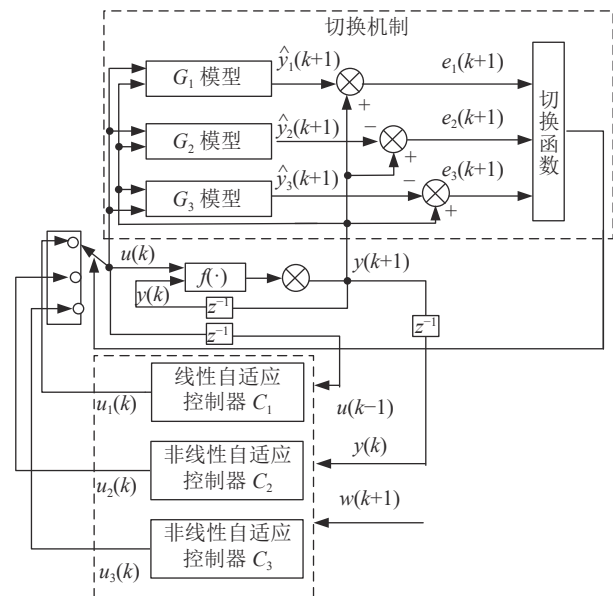 切换机制
G₁ 模型
ŷ₁(k+1)
+
e₁(k+1)
G₂ 模型
ŷ₂(k+1)
−
+
e₂(k+1)
G₃ 模型
ŷ₃(k+1)
−
+
e₃(k+1)
切换函数
u(k)
f(·)
y(k+1)
y(k)
z⁻¹
z⁻¹
z⁻¹
线性自适应
控制器 C₁
u₁(k)
u(k−1)
非线性自适应
控制器 C₂
u₂(k)
y(k)
w(k+1)
非线性自适应
控制器 C₃
u₃(k)